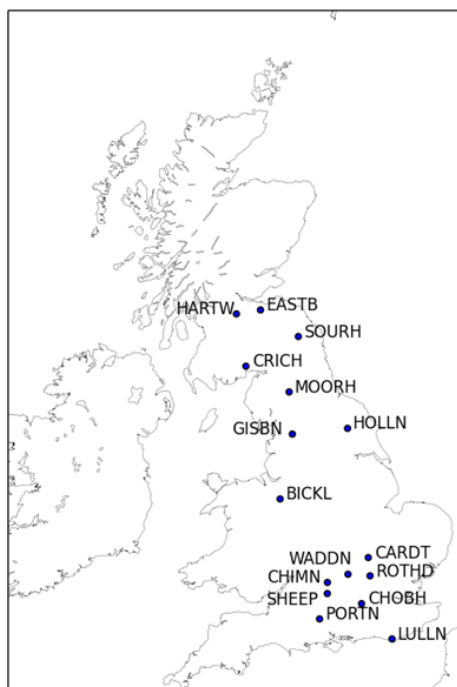 EASTB
HARTW
SOURH
CRICH
MOORH
HOLLN
GISBN
BICKL
CARDT
WADDN
ROTHD
CHIMN
SHEEP
CHOBH
PORTN
LULLN